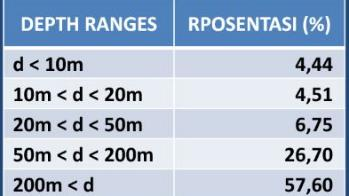 DEPTH RANGES RPOSENTASI (%)
d < 10m 4,44
10m < d < 20m 4,51
20m < d < 50m 6,75
50m < d < 200m 26,70
200m < d 57,60